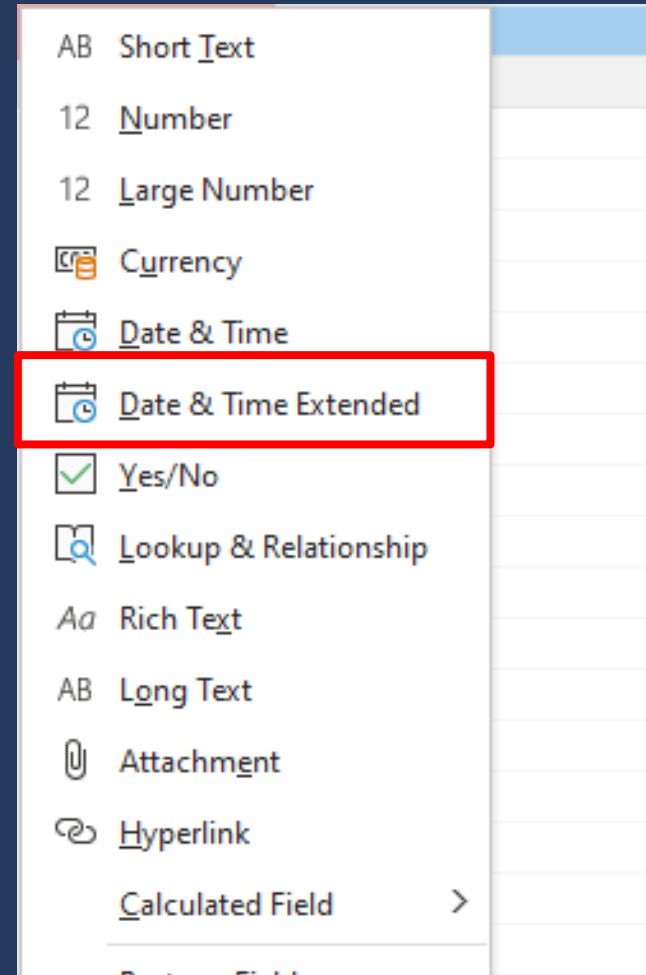 AB Short Text
12 Number
12 Large Number
Currency
Date & Time
Date & Time Extended
Yes/No
Lookup & Relationship
Aa Rich Text
AB Long Text
Attachment
Hyperlink
Calculated Field